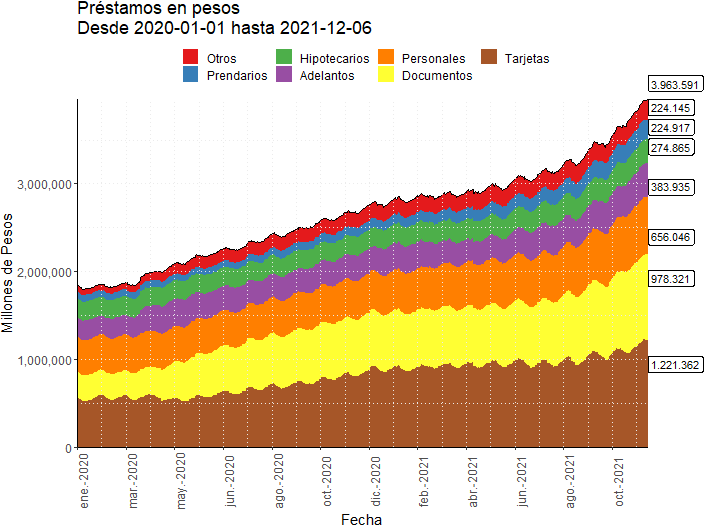 Préstamos en pesos
Desde 2020-01-01 hasta 2021-12-06
Otros Hipotecarios Personales Tarjetas
Prendarios Adelantos Documentos
3.963.591
224.145
224.917
274.865
383.935
656.046
978.321
1.221.362
Millones de Pesos
3,000,000
2,000,000
1,000,000
0
ene.-2020 mar.-2020 may.-2020 jun.-2020 ago.-2020 oct.-2020 dic.-2020 feb.-2021 abr.-2021 jun.-2021 ago.-2021 oct.-2021
Fecha